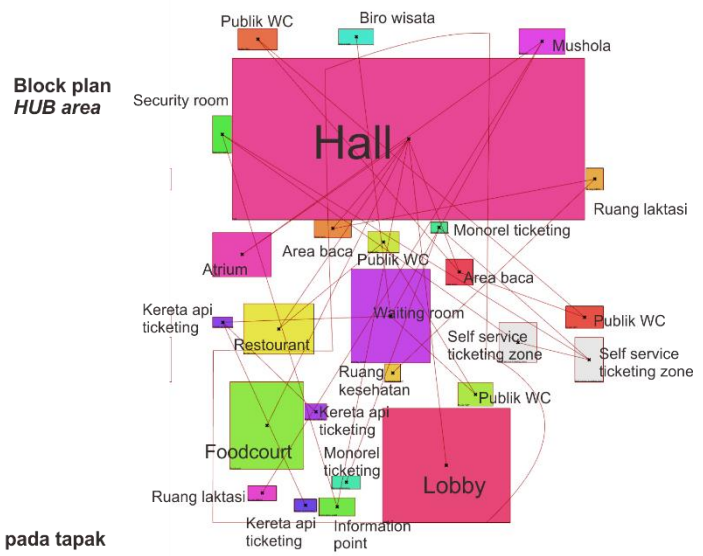 Publik WC
Biro wisata
Mushola
Block plan
HUB area
Security room
Hall
Ruang laktasi
Area baca
Monorel ticketing
Publik WC
Atrium
Area baca
Kereta api
ticketing
Waiting room
Publik WC
Restourant
Self service
ticketing zone
Self service
ticketing zone
Ruang
kesehatan
Publik WC
Kereta api
ticketing
Foodcourt
Monorel
ticketing
Lobby
Ruang laktasi
Kereta api
ticketing
Information
point
pada tapak